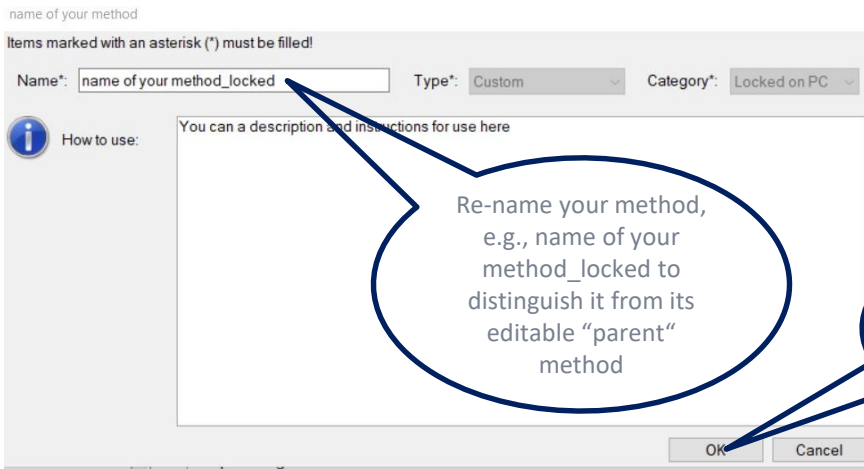 name of your method
Items marked with an asterisk (*) must be filled!
Name*: name of your method_locked Type*: Custom Category*: Locked on PC
How to use: You can a description and instructions for use here
Re-name your method,
e.g., name of your
method_locked to
distinguish it from its
editable “parent“
method
OK Cancel